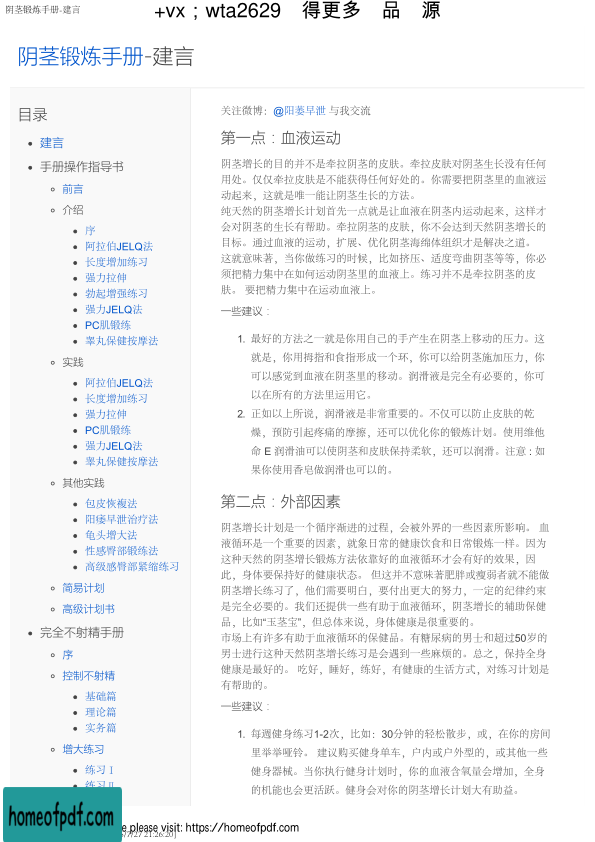 阴茎锻炼手册-建言
+vx；wta2629 得更多 品 源
阴茎锻炼手册-建言
目录
建言
手册操作指导书
前言
介绍
序
阿拉伯JELQ法
长度增加练习
强力拉伸
勃起增强练习
强力JELQ法
PC肌锻练
睾丸保健按摩法
实践
阿拉伯JELQ法
长度增加练习
强力拉伸
PC肌锻练
强力JELQ法
睾丸保健按摩法
其他实践
包皮恢複法
阳痿早泄治疗法
龟头增大法
性感臀部锻练法
高级感臀部紧缩练习
简易计划
高级计划书
完全不射精手册
序
控制不射精
基础篇
理论篇
实务篇
增大练习
练习 I
练习 II
关注微博：@阳萎早泄 与我交流
第一点：血液运动
阴茎增长的目的并不是牵拉阴茎的皮肤。牵拉皮肤对阴茎生长没有任何
用处。仅仅牵拉皮肤是不能获得任何好处的。你需要把阴茎里的血液运
动起来，这就是唯一能让阴茎生长的方法。
纯天然的阴茎增长计划首先一点就是让血液在阴茎内运动起来，这样才
会对阴茎的生长有帮助。牵拉阴茎的皮肤，你不会达到天然阴茎增长的
目标。通过血液的运动，扩展、优化阴茎海绵体组织才是解决之道。
这就意味著，当你做练习的时候，比如挤压、适度弯曲阴茎等等，你必
须把精力集中在如何运动阴茎里的血液上。练习并不是牵拉阴茎的皮
肤。 要把精力集中在运动血液上。
一些建议：
1. 最好的方法之一就是你用自己的手产生在阴茎上移动的压力。这
就是，你用拇指和食指形成一个环，你可以给阴茎施加压力，你
可以感觉到血液在阴茎里的移动。润滑液是完全有必要的，你可
以在所有的方法里运用它。
2. 正如以上所说，润滑液是非常重要的。不仅可以防止皮肤的乾
燥，预防引起疼痛的摩擦，还可以优化你的锻炼计划。使用维他
命 E 润滑油可以使阴茎和皮肤保持柔软，还可以润滑。注意：如
果你使用香皂做润滑也可以的。
第二点：外部因素
阴茎增长计划是一个循序渐进的过程，会被外界的一些因素所影响。 血
液循环是一个重要的因素，就象日常的健康饮食和日常锻炼一样。因为
这种天然的阴茎增长锻炼方法依靠好的血液循环才会有好的效果，因
此，身体要保持好的健康状态。 但这并不意味著肥胖或瘦弱者就不能做
阴茎增长练习了，他们需要明白，要付出更大的努力，一定的纪律约束
是完全必要的。我们还提供一些有助于血液循环，阴茎增长的辅助保健
品，比如“玉茎宝”，但总体来说，身体健康是很重要的。
市场上有许多有助于血液循环的保健品。有糖尿病的男士和超过50岁的
男士进行这种天然阴茎增长练习是会遇到一些麻烦的。总之，保持全身
健康是最好的。 吃好，睡好，练好，有健康的生活方式，对练习计划是
有帮助的。
一些建议：
1. 每週健身练习1-2次，比如：30分钟的轻松散步，或，在你的房间
里举举哑铃。 建议购买健身单车，户内或户外型的，或其他一些
健身器械。当你执行健身计划时，你的血液含氧量会增加，全身
的机能也会更活跃。健身会对你的阴茎增长计划大有助益。
homeofpdf.com
please visit: https://homeofpdf.com
7/27 21:26:20]